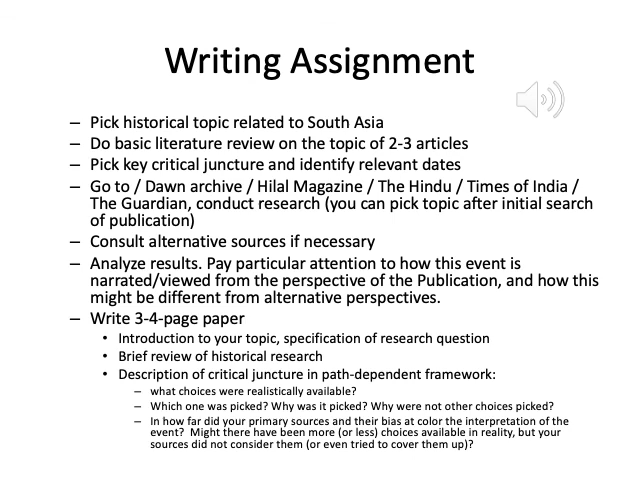 Writing Assignment
– Pick historical topic related to South Asia
– Do basic literature review on the topic of 2-3 articles
– Pick key critical juncture and identify relevant dates
– Go to / Dawn archive / Hilal Magazine / The Hindu / Times of India /
The Guardian, conduct research (you can pick topic after initial search
of publication)
– Consult alternative sources if necessary
– Analyze results. Pay particular attention to how this event is
narrated/viewed from the perspective of the Publication, and how this
might be different from alternative perspectives.
– Write 3-4-page paper
• Introduction to your topic, specification of research question
• Brief review of historical research
• Description of critical juncture in path-dependent framework:
– what choices were realistically available?
– Which one was picked? Why was it picked? Why were not other choices picked?
– In how far did your primary sources and their bias at color the interpretation of the
event? Might there have been more (or less) choices available in reality, but your
sources did not consider them (or even tried to cover them up)?